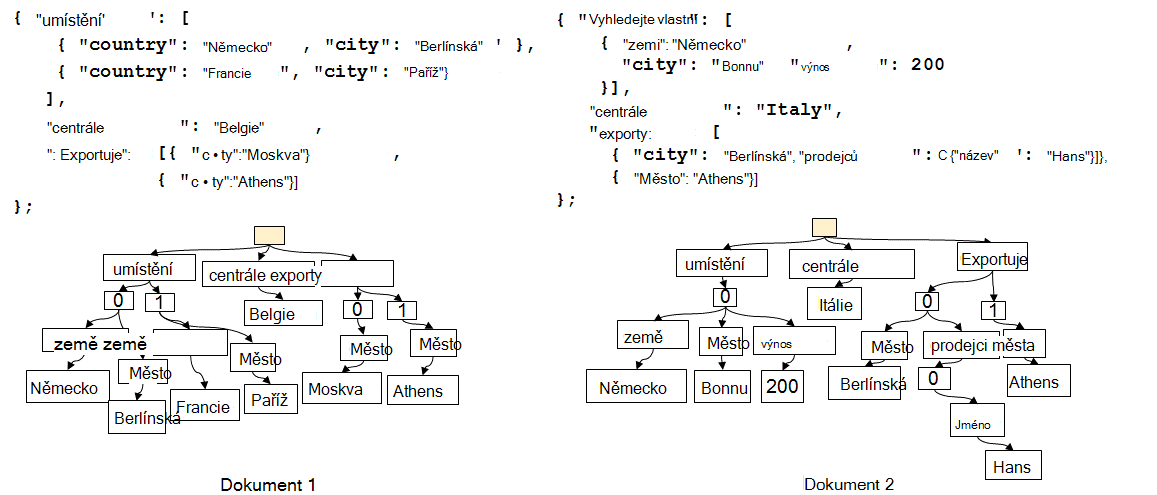 { "umístění' ': [
{ "country": "Německo" , "city": "Berlínská" ' },
{ "country": "Francie ", "city": "Paříž"}
],
"centrále ": "Belgie" ,
": Exportuje": [{ "c • ty":"Moskva"} ,
{ "c • ty":"Athens"}]
};
umístění
centrále exporty
0
1
Belgie
0
1
země země
Město
Město
Město
Město
Německo
Berlínská
Francie
Paříž
Moskva
Athens
Dokument 1
{ "Vyhledejte vlastní": [
{ "zemi": "Německo" ,
"city": "Bonnu" "výnos ": 200
}],
"centrále ": "Italy",
"exporty: [
{ "city": "Berlínská", "prodejců ": C {"název" ': "Hans"}]},
{ "Město": "Athens"}]
};
umístění
centrále
Exportuje
0
Itálie
0
1
země
Město
výnos
Město
prodejci města
Německo
Bonnu
200
Berlínská
0
Athens
Jméno
Hans
Dokument 2